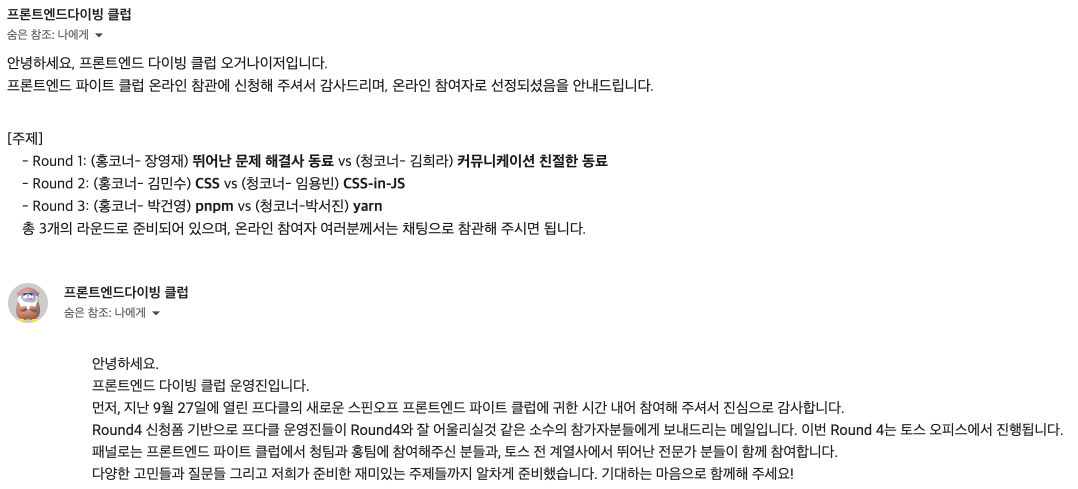 프론트엔드다이빙 클럽
숨은 참조: 나에게
안녕하세요, 프론트엔드 다이빙 클럽 오거나이저입니다.
프론트엔드 파이트 클럽 온라인 참관에 신청해 주셔서 감사드리며, 온라인 참여자로 선정되셨음을 안내드립니다.
[주제]
- Round 1: (홍코너- 장영재) 뛰어난 문제 해결사 동료 vs (청코너- 김희라) 커뮤니케이션 친절한 동료
- Round 2: (홍코너- 김민수) CSS vs (청코너- 임용빈) CSS-in-JS
- Round 3: (홍코너- 박건영) pnpm vs (청코너-박서진) yarn
총 3개의 라운드로 준비되어 있으며, 온라인 참여자 여러분께서는 채팅으로 참관해 주시면 됩니다.
프론트엔드다이빙 클럽
숨은 참조: 나에게
안녕하세요.
프론트엔드 다이빙 클럽 운영진입니다.
먼저, 지난 9월 27일에 열린 프다클의 새로운 스핀오프 프론트엔드 파이트 클럽에 귀한 시간 내어 참여해 주셔서 진심으로 감사합니다.
Round4 신청폼 기반으로 프다클 운영진들이 Round4와 잘 어울리실것 같은 소수의 참가자분들에게 보내드리는 메일입니다. 이번 Round 4는 토스 오피스에서 진행됩니다.
패널로는 프론트엔드 파이트 클럽에서 청팀과 홍팀에 참여해주신 분들과, 토스 전 계열사에서 뛰어난 전문가 분들이 함께 참여합니다.
다양한 고민들과 질문들 그리고 저희가 준비한 재미있는 주제들까지 알차게 준비했습니다. 기대하는 마음으로 함께해 주세요!